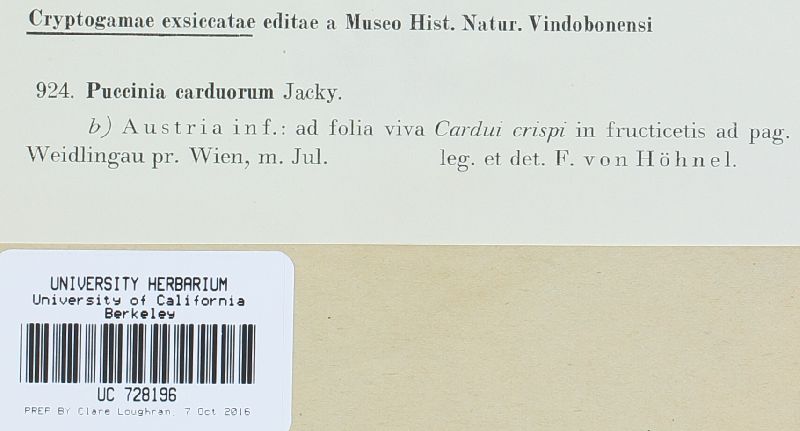 Cryptogamae exsiccatae editae a Museo Hist. Natur. Vindobonensi
924. Puccinia carduorum Jacky.
b) Austria inf.: ad folia viva Cardui crispi in fructicetis ad pag.
Weidlingau pr. Wien, m. Jul. leg. et det. F. von Höhnel.
UNIVERSITY HERBARIUM
University of California
Berkeley
UC 728196
PREP BY Clare Loughran 7 Oct 2016